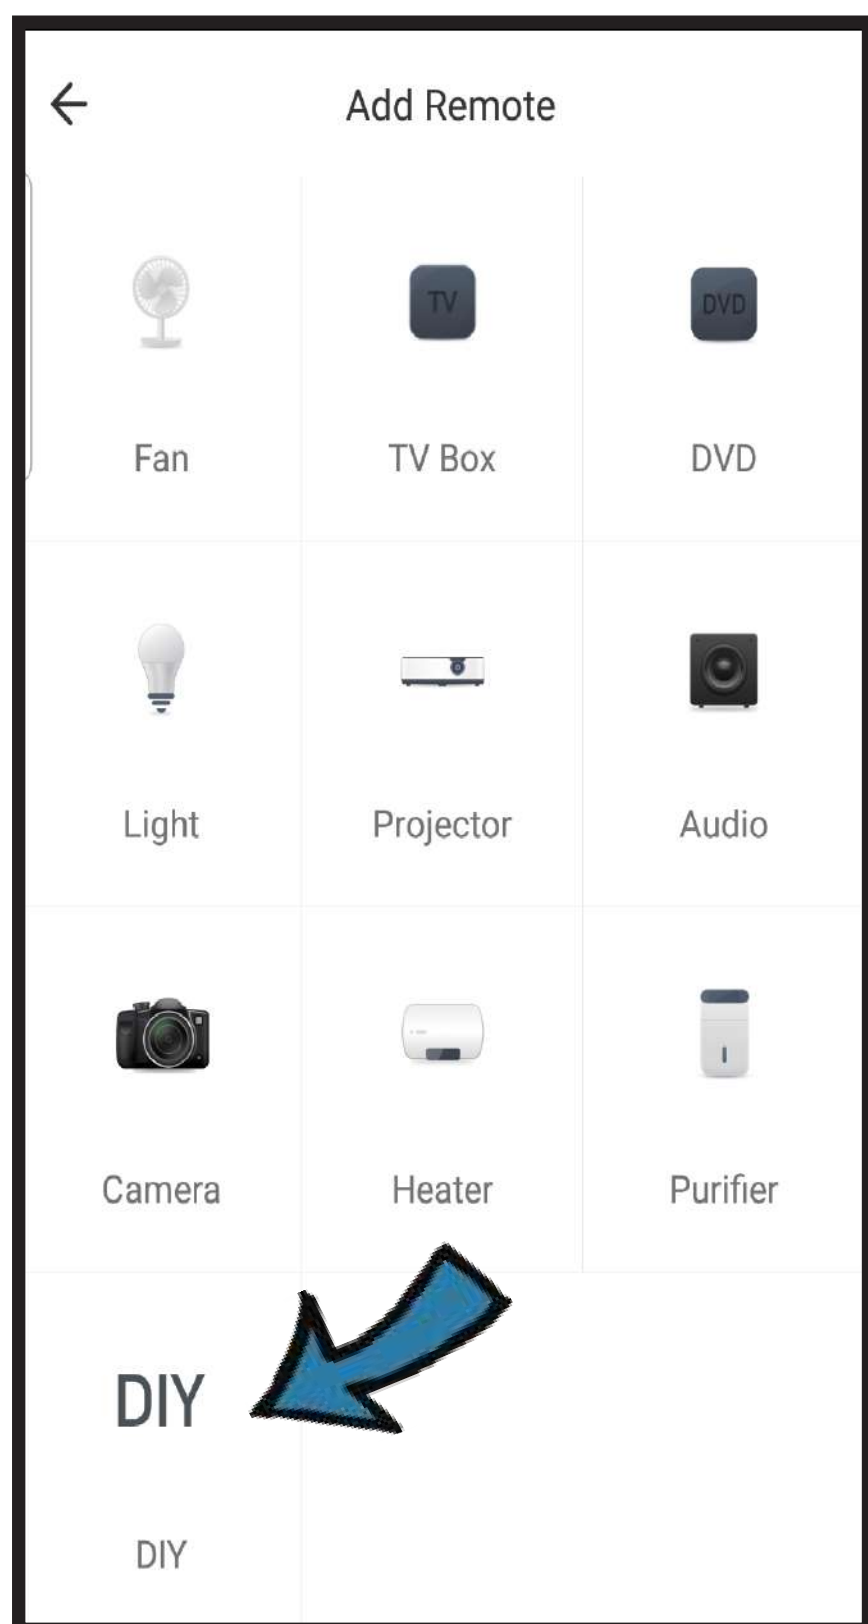 Add Remote
TV
DVD
Fan
TV Box
DVD
Light
Projector
Audio
Camera
Heater
Purifier
DIY
DIY